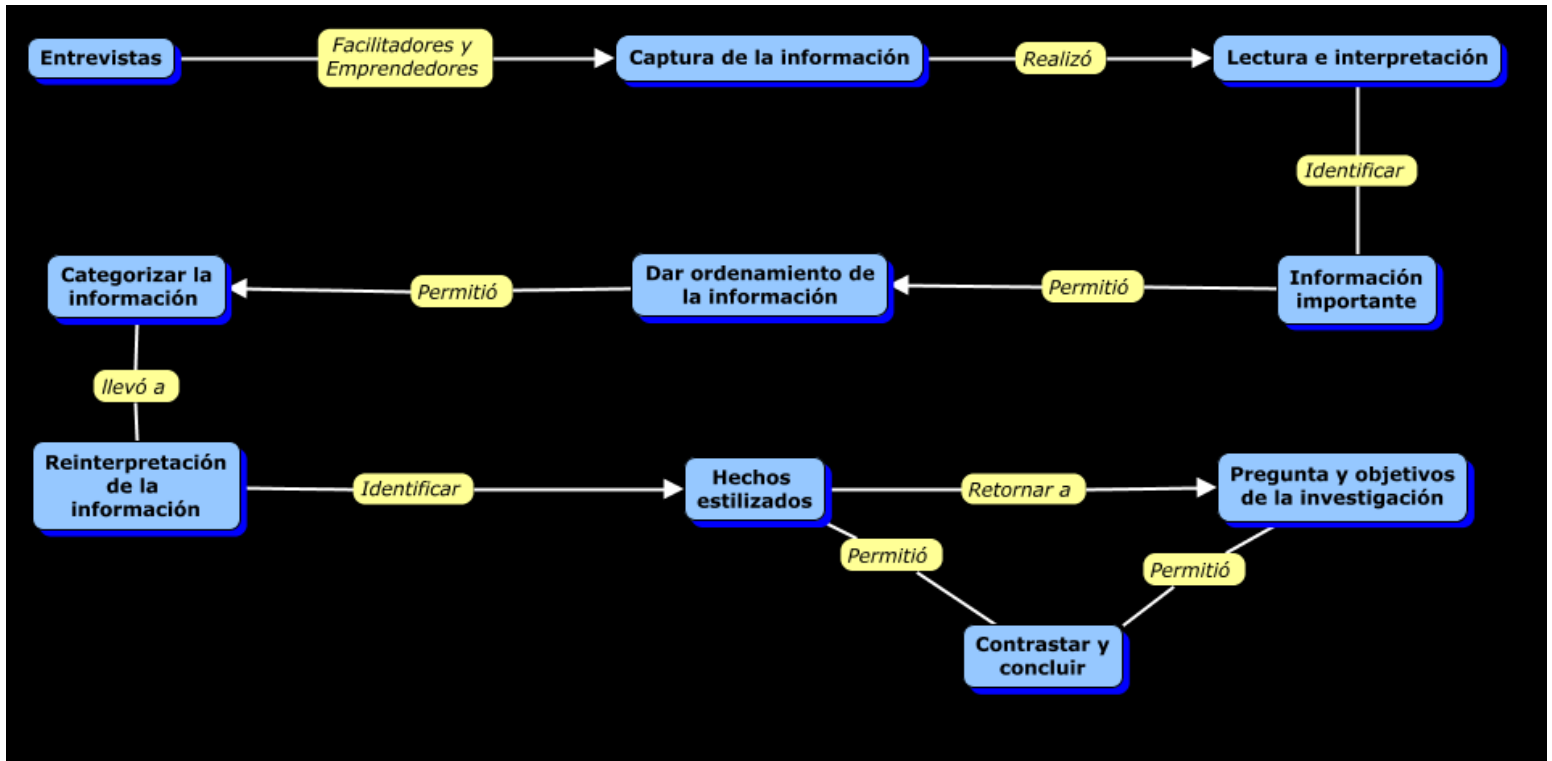 Entrevistas
Facilitadores y
Emprendedores
Captura de la información
Realizó
Lectura e interpretación
Identificar
Información
importante
Permitió
Dar ordenamiento de
la información
Permitió
Categorizar la
información
llevó a
Reinterpretación
de la
información
Identificar
Hechos
estilizados
Retornar a
Pregunta y objetivos
de la investigación
Permitió
Permitió
Contrastar y
concluir